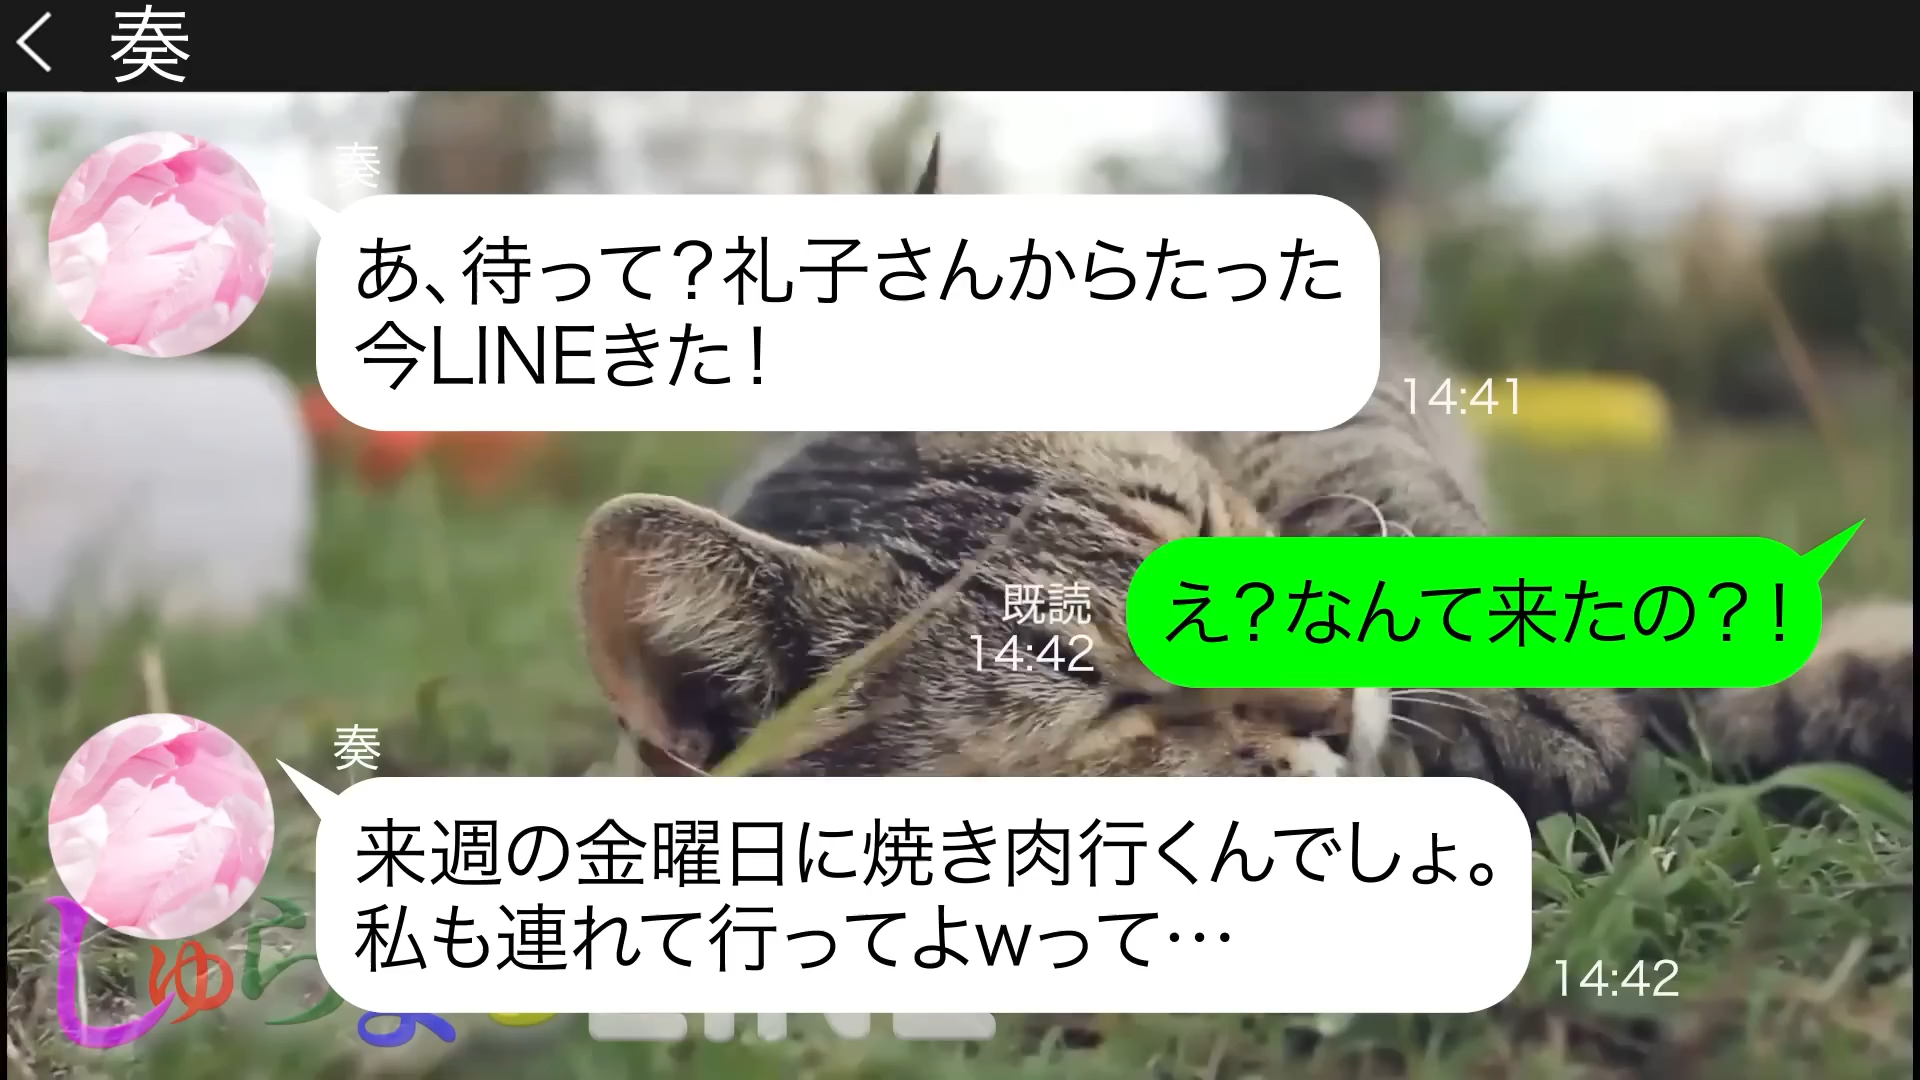 奏
奏
あ、待って？礼子さんからたった
今LINEきた！
14:41
え？なんて来たの？！
既読
14:42
奏
来週の金曜日に焼き肉行くんでしょ。
私も連れて行ってよwって…
14:42
しゅら